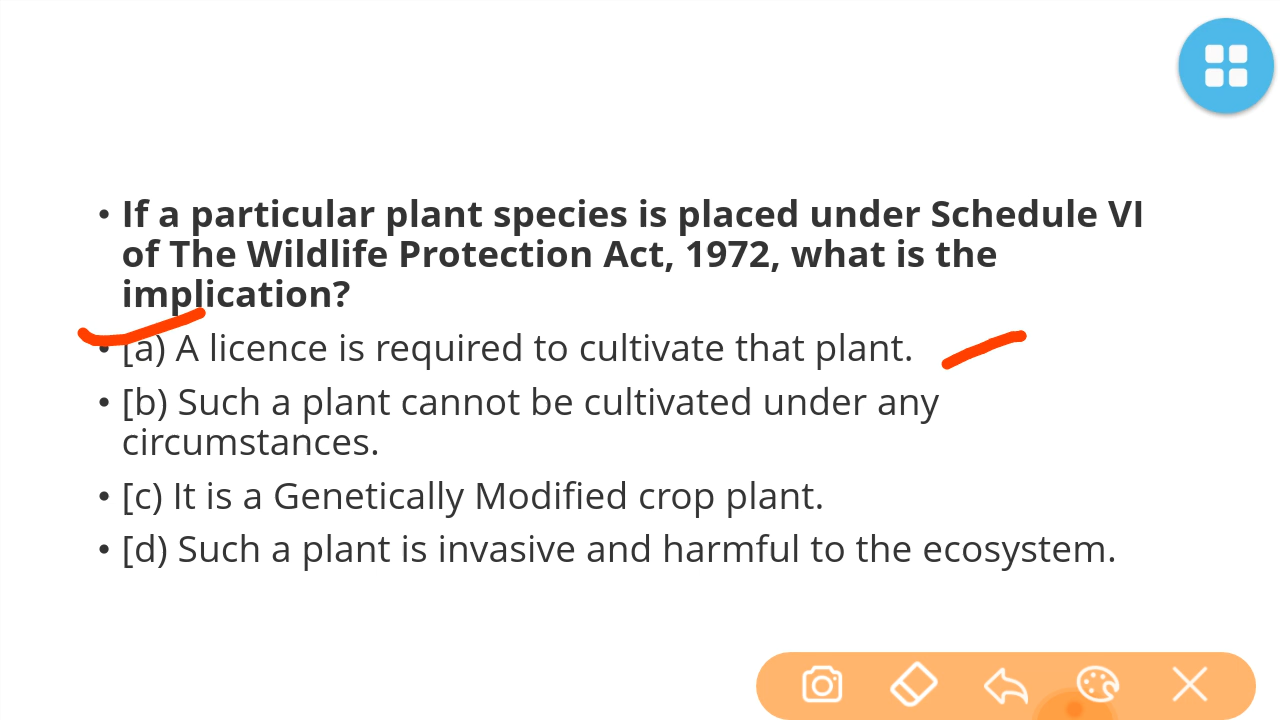 • If a particular plant species is placed under Schedule VI
of The Wildlife Protection Act, 1972, what is the
implication?
• [a) A licence is required to cultivate that plant.
• [b) Such a plant cannot be cultivated under any
circumstances.
• [c) It is a Genetically Modified crop plant.
• [d) Such a plant is invasive and harmful to the ecosystem.